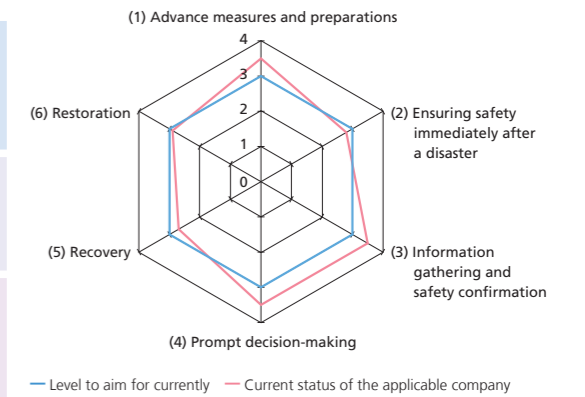 (1) Advance measures and preparations
4
3
2
1
0
(6) Restoration
(2) Ensuring safety
immediately after
a disaster
(5) Recovery
(3) Information
gathering and
safety confirmation
(4) Prompt decision-making
Level to aim for currently
Current status of the applicable company